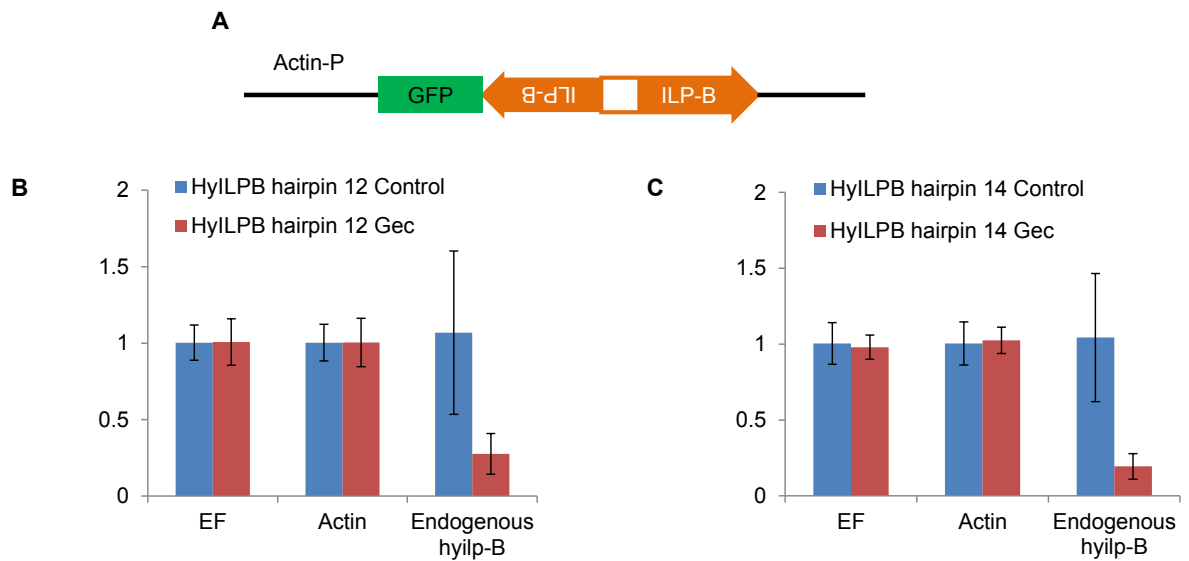 A
Actin-P
GFP
ILP-B
ILP-B
B
HyILPB hairpin 12 Control
HyILPB hairpin 12 Gec
2
1.5
1
0.5
0
EF
Actin
Endogenous
hyilp-B
C
HyILPB hairpin 14 Control
HyILPB hairpin 14 Gec
2
1.5
1
0.5
0
EF
Actin
Endogenous
hyilp-B